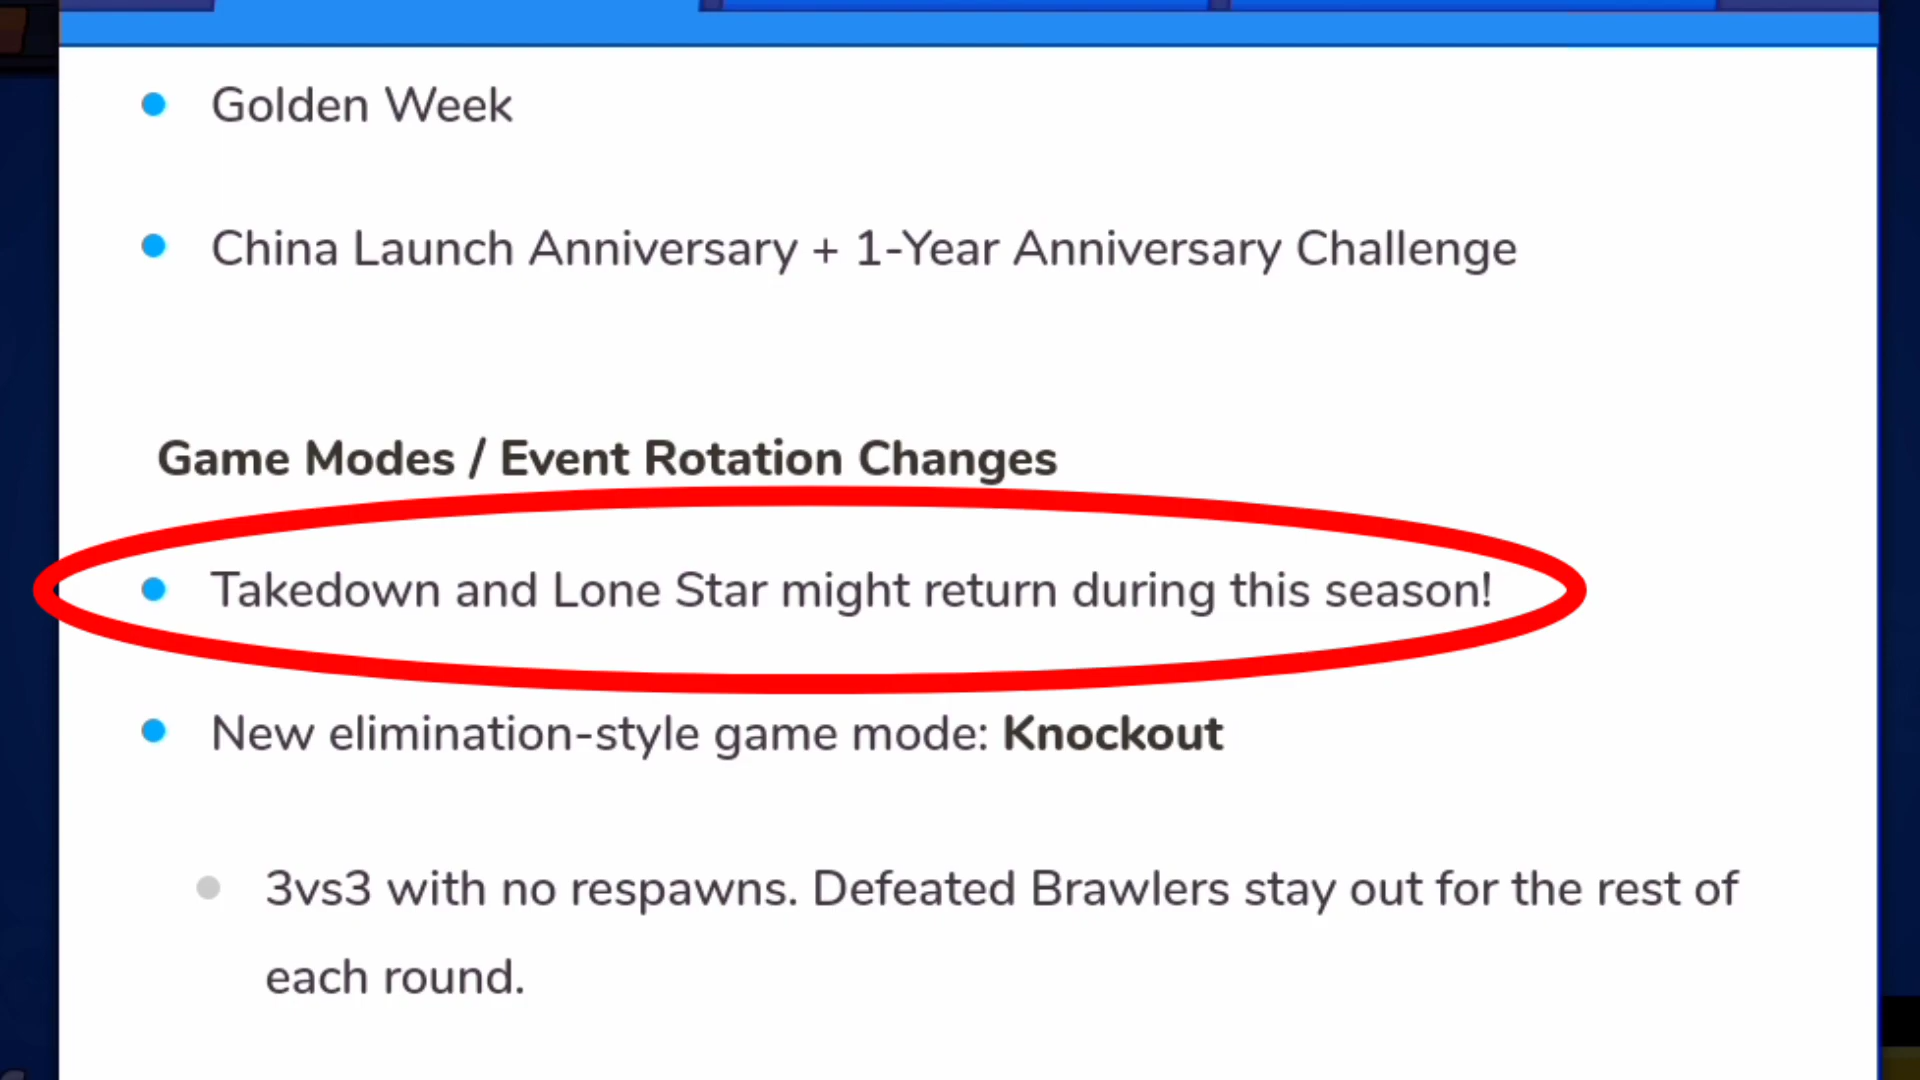 Golden Week
China Launch Anniversary + 1-Year Anniversary Challenge
Game Modes / Event Rotation Changes
Takedown and Lone Star might return during this season!
New elimination-style game mode: Knockout
3vs3 with no respawns. Defeated Brawlers stay out for the rest of
each round.